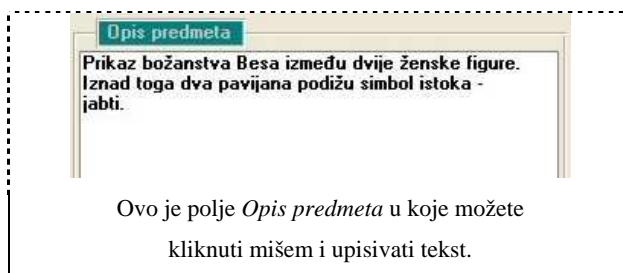 Opis predmeta
Prikaz božanstva Besa između dvije ženske figure.
Iznad toga dva pavijana podižu simbol istoka -
jabti.
Ovo je polje Opis predmeta u koje možete
kliknuti mišem i upisivati tekst.